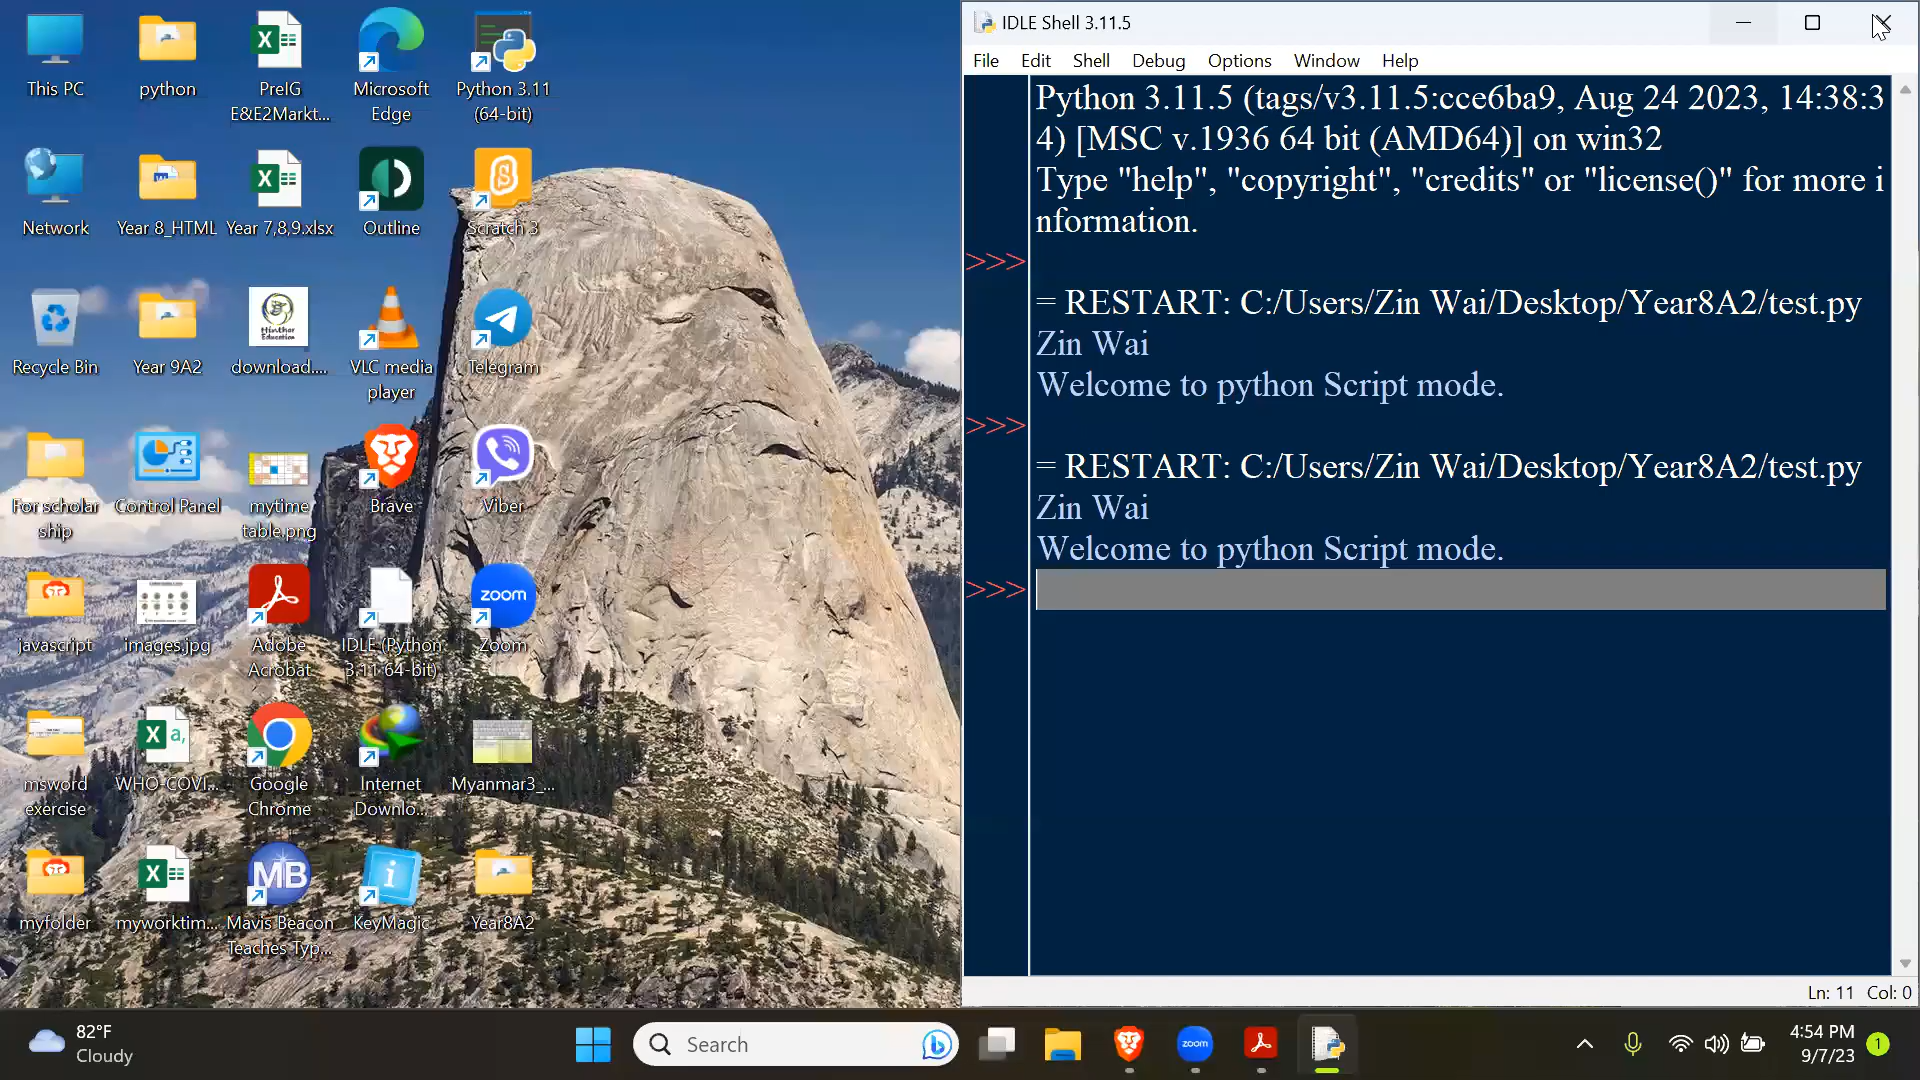 This PC
python
PreIG
E&E2Markt...
Microsoft
Edge
Python 3.11
(64-bit)
Network
Year 8_HTML
Year 7,8,9.xlsx
Outline
Scratch 3
Recycle Bin
Year 9A2
Hinthar
Education
download....
VLC media
player
Telegram
For scholar
ship
Control Panel
mytime
table.png
Brave
Viber
javascript
images.jpg
Adobe
Acrobat
IDLE (Python
3.11 64-bit)
zoom
Zoom
msword
exercise
WHO-COVI...
Google
Chrome
Internet
Downlo...
Myanmar3_...
myfolder
myworktim...
MB
Mavis Beacon
Teaches Typ...
KeyMagic
Year8A2
IDLE Shell 3.11.5
File Edit Shell Debug Options Window Help
Python 3.11.5 (tags/v3.11.5:cce6ba9, Aug 24 2023, 14:38:3
4) [MSC v.1936 64 bit (AMD64)] on win32
Type "help", "copyright", "credits" or "license()" for more i
nformation.
>>>
= RESTART: C:/Users/Zin Wai/Desktop/Year8A2/test.py
Zin Wai
Welcome to python Script mode.
>>>
= RESTART: C:/Users/Zin Wai/Desktop/Year8A2/test.py
Zin Wai
Welcome to python Script mode.
>>>
Ln: 11 Col: 0
82°F
Cloudy
Search
zoom
4:54 PM
9/7/23
1